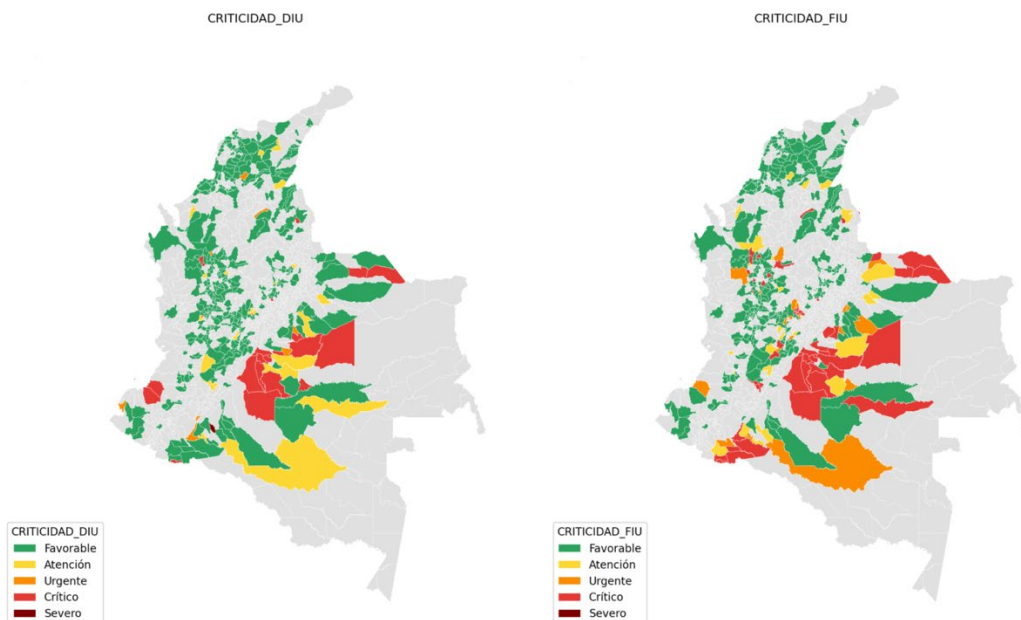 CRITICIDAD_DIU
CRITICIDAD_FIU
CRITICIDAD_DIU
Favorable
Atención
Urgente
Crítico
Severo
CRITICIDAD_FIU
Favorable
Atención
Urgente
Crítico
Severo